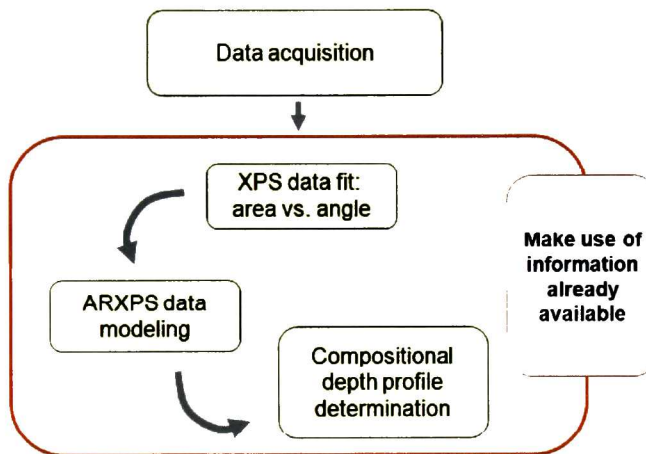 Data acquisition
XPS data fit:
area vs. angle
Make use of
information
already
available
ARXPS data
modeling
Compositional
depth profile
determination